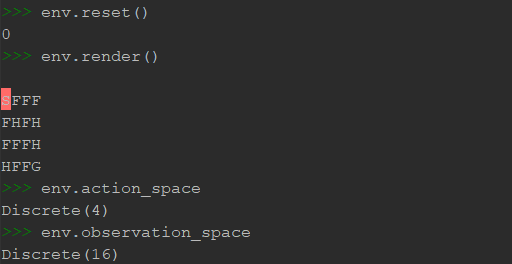 >>> env.reset()
0
>>> env.render()
SFFF
FHFH
FFFH
HFFG
>>> env.action_space
Discrete(4)
>>> env.observation_space
Discrete(16)